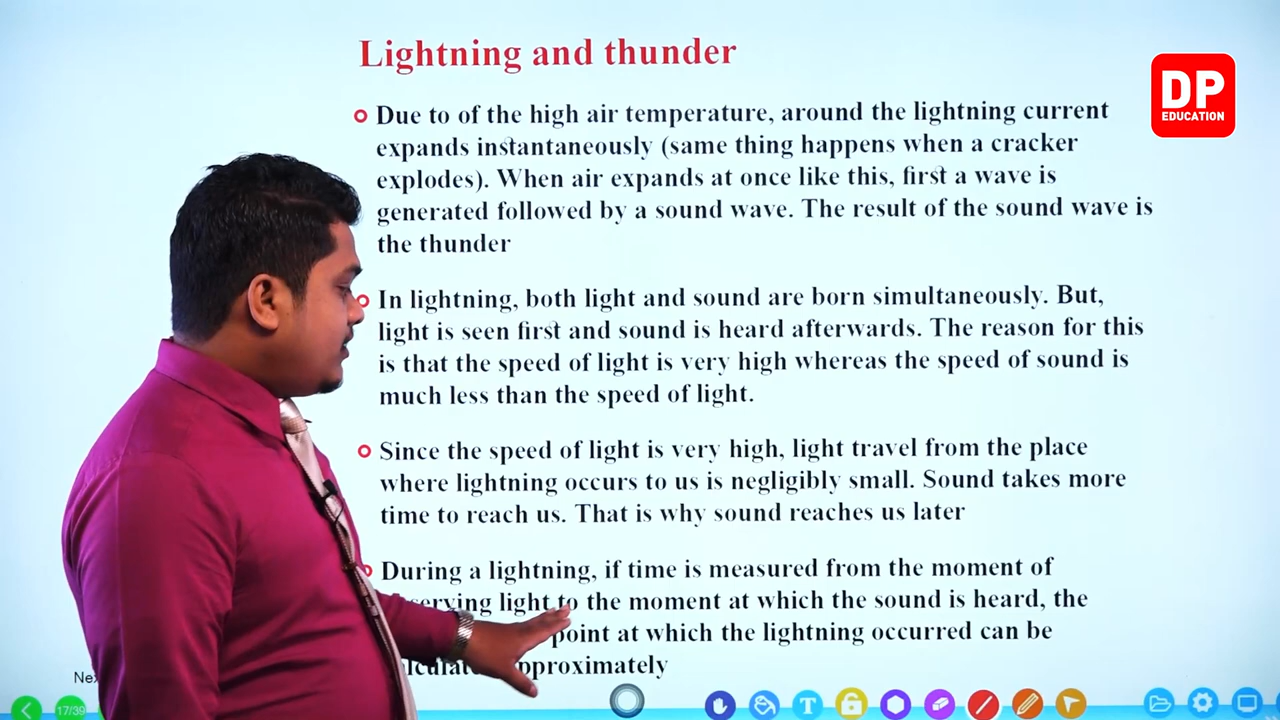 Lightning and thunder
DP
EDUCATION
Due to of the high air temperature, around the lightning current
expands instantaneously (same thing happens when a cracker
explodes). When air expands at once like this, first a wave is
generated followed by a sound wave. The result of the sound wave is
the thunder
In lightning, both light and sound are born simultaneously. But,
light is seen first and sound is heard afterwards. The reason for this
is that the speed of light is very high whereas the speed of sound is
much less than the speed of light.
Since the speed of light is very high, light travel from the place
where lightning occurs to us is negligibly small. Sound takes more
time to reach us. That is why sound reaches us later
During a lightning, if time is measured from the moment of
light to the moment at which the sound is heard, the
point at which the lightning occurred can be
approximately
17/39